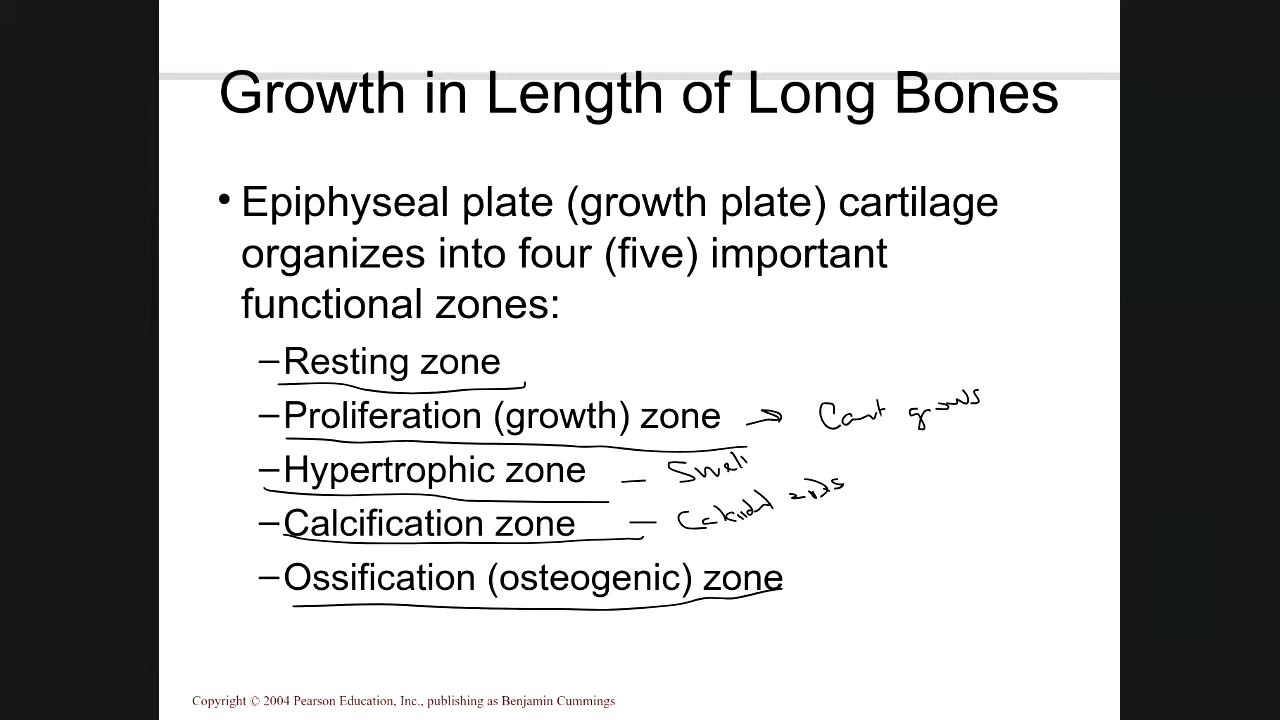 Growth in Length of Long Bones
• Epiphyseal plate (growth plate) cartilage
organizes into four (five) important
functional zones:
–Resting zone
–Proliferation (growth) zone → Cart grows
–Hypertrophic zone – Swell
–Calcification zone –
–Ossification (osteogenic) zone
Copyright © 2004 Pearson Education, Inc., publishing as Benjamin Cummings